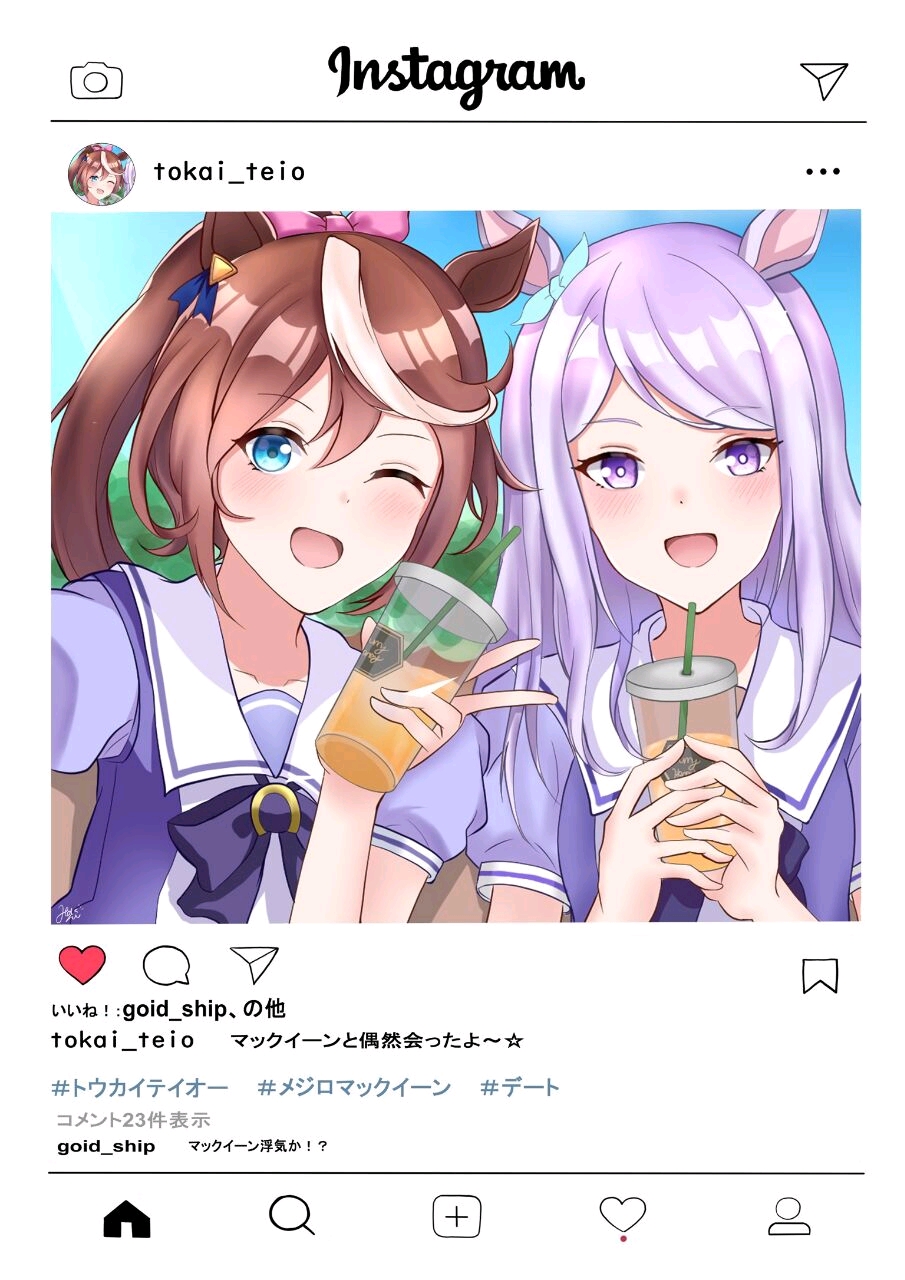 Instagram
tokai_teio
いいね！:goid_ship、の他
tokai_teio マックイーンと偶然会ったよ～☆
＃トウカイテイオー ＃メジロマックイーン ＃デート
コメント23件表示
goid_ship マックイーン浮気か！？